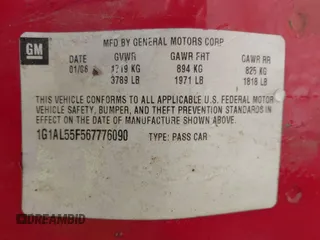 GM
MFD BY GENERAL MOTORS CORP
DATE GVWR GAWR FRT GAWR RR
01/06 1719 KG 894 KG 825 KG
3789 LB 1971 LB 1818 LB
THIS VEHICLE CONFORMS TO ALL APPLICABLE U.S. FEDERAL MOTOR
VEHICLE SAFETY, BUMPER, AND THEFT PREVENTION STANDARDS IN
EFFECT ON THE DATE OF MANUFACTURE SHOWN ABOVE.
1G1AL55F567776090 TYPE: PASS CAR
DREAMBID